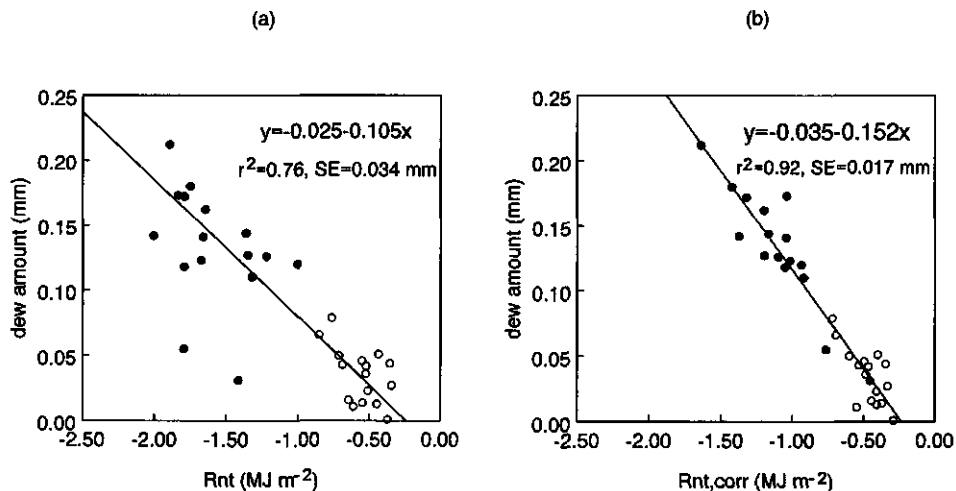 (a)
(b)
0.25
0.20
0.15
0.10
0.05
0.00
dew amount (mm)
y=-0.025-0.105x
r²=0.76, SE=0.034 mm
-2.50 -2.00 -1.50 -1.00 -0.50 0.00
Rnt (MJ m⁻²)
0.25
0.20
0.15
0.10
0.05
0.00
dew amount (mm)
y=-0.035-0.152x
r²=0.92, SE=0.017 mm
-2.50 -2.00 -1.50 -1.00 -0.50 0.00
Rnt,corr (MJ m⁻²)